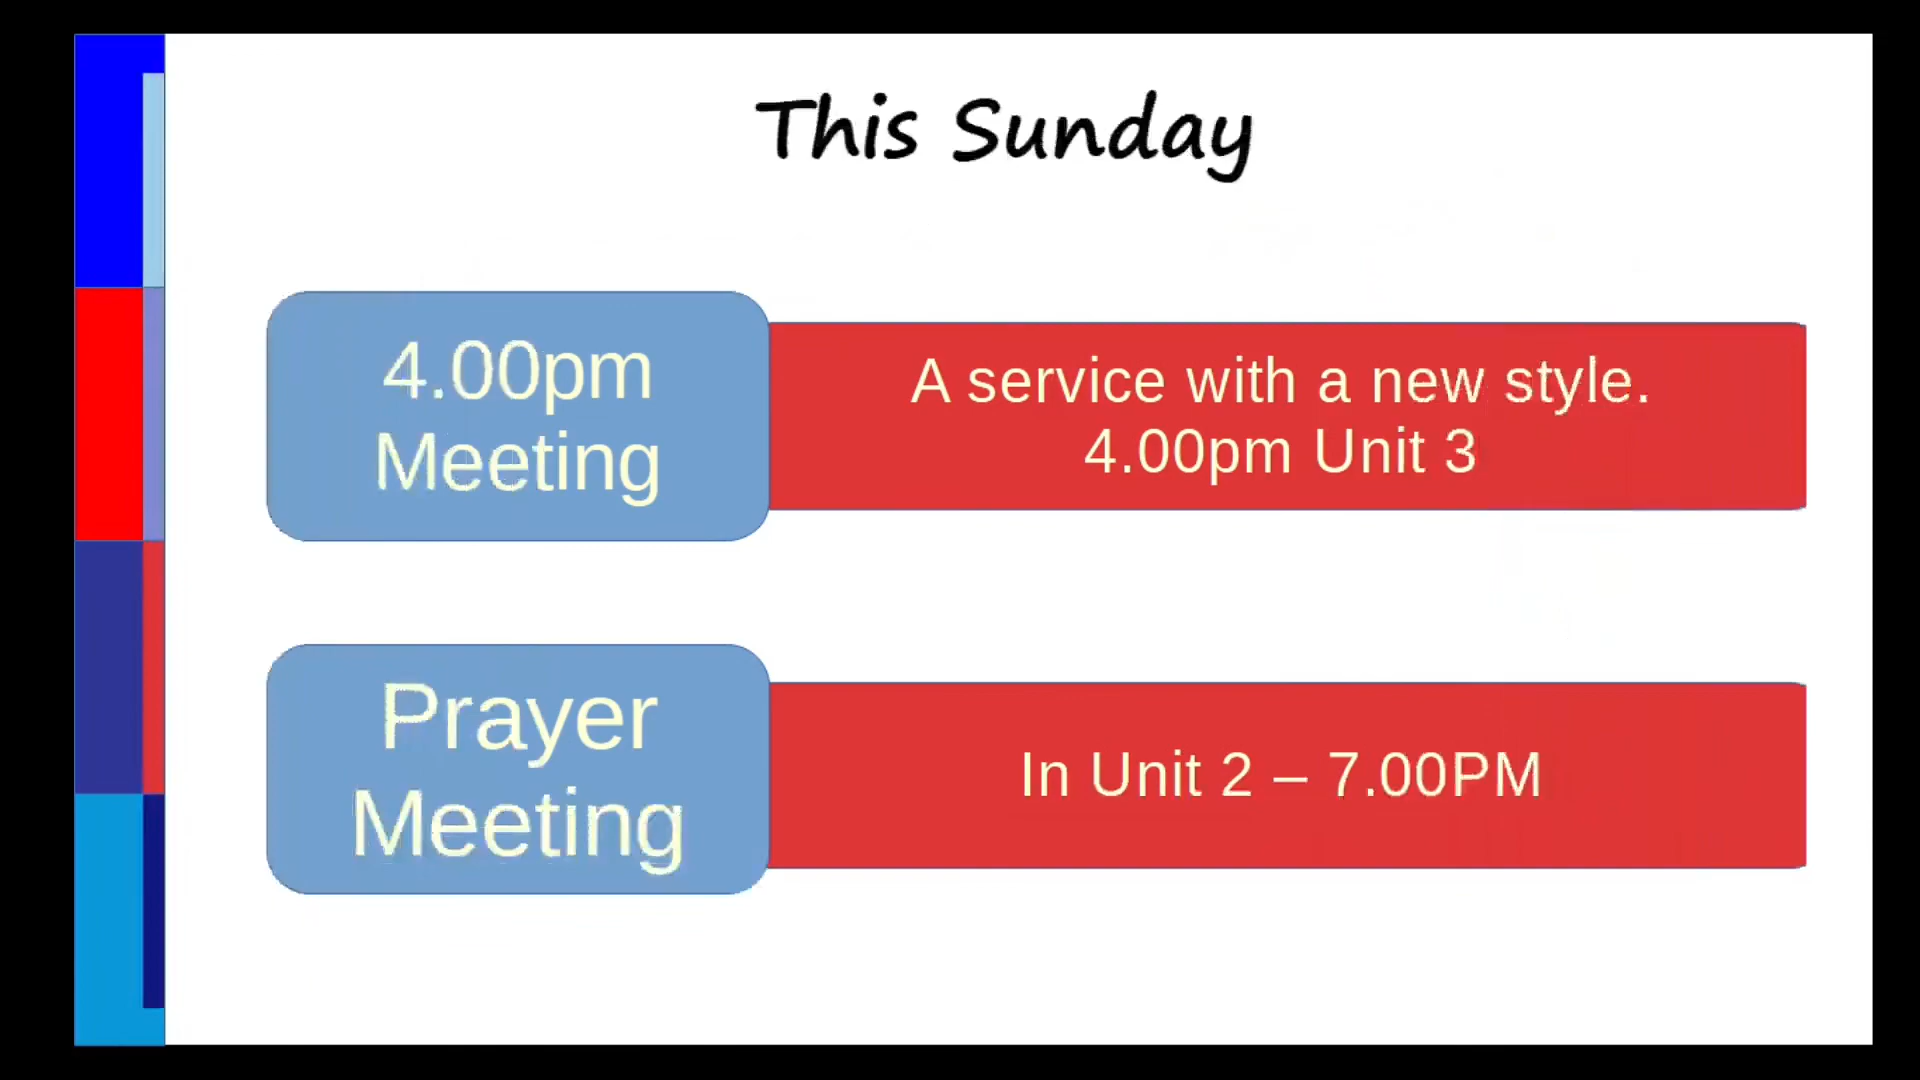 This Sunday
4.00pm
Meeting
A service with a new style.
4.00pm Unit 3
Prayer
Meeting
In Unit 2 – 7.00PM